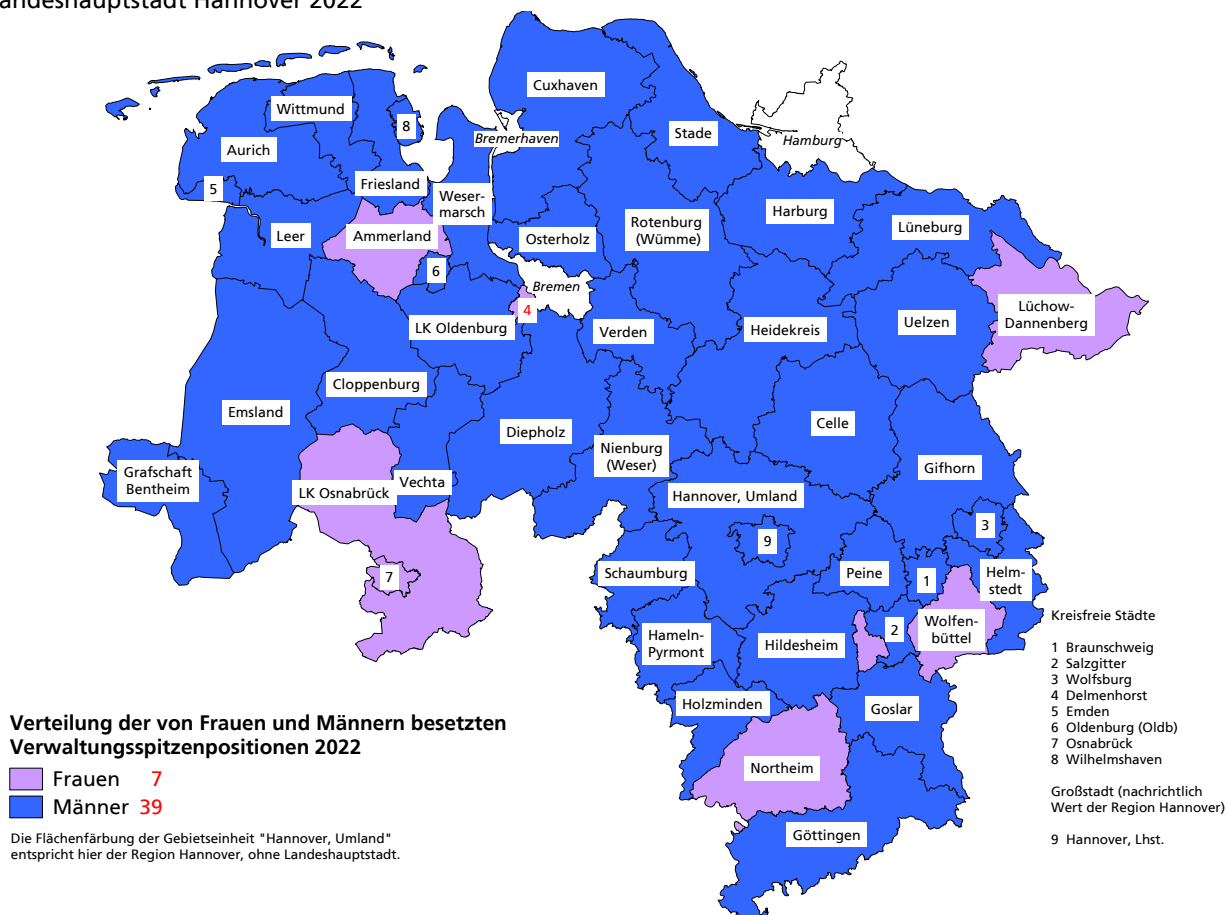 andeshauptstadt Hannover 2022
Cuxhaven
Wittmund
8
Stade
Bremerhaven
Hamburg
Aurich
5
Friesland
Weser-
marsch
Harburg
Rotenburg
(Wümme)
Lüneburg
Leer
Ammerland
Osterholz
6
Bremen
4
LK Oldenburg
Verden
Heidekreis
Uelzen
Lüchow-
Dannenberg
Cloppenburg
Emsland
Diepholz
Celle
Nienburg
(Weser)
Gifhorn
Grafschaft
Bentheim
LK Osnabrück
Vechta
Hannover, Umland
3
9
7
Schaumburg
Peine
1
Helm-
stedt
Hameln-
Pyrmont
Hildesheim
2
Wolfen-
büttel
Holzminden
Goslar
Northeim
Göttingen
Kreisfreie Städte
1 Braunschweig
2 Salzgitter
3 Wolfsburg
4 Delmenhorst
5 Emden
6 Oldenburg (Oldb)
7 Osnabrück
8 Wilhelmshaven
Großstadt (nachrichtlich
Wert der Region Hannover)
9 Hannover, Lhst.
Verteilung der von Frauen und Männern besetzten
Verwaltungsspitzenpositionen 2022
Frauen 7
Männer 39
Die Flächenfärbung der Gebietseinheit "Hannover, Umland"
entspricht hier der Region Hannover, ohne Landeshauptstadt.